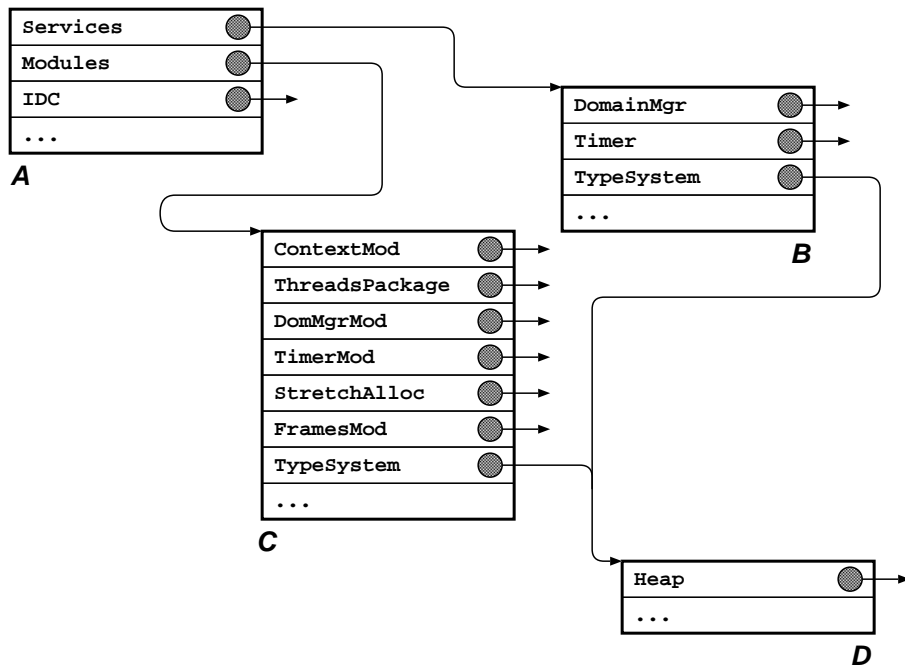 Services
Modules
IDC
...
A
DomainMgr
Timer
TypeSystem
...
B
ContextMod
ThreadsPackage
DomMgrMod
TimerMod
StretchAlloc
FramesMod
TypeSystem
...
C
Heap
...
D